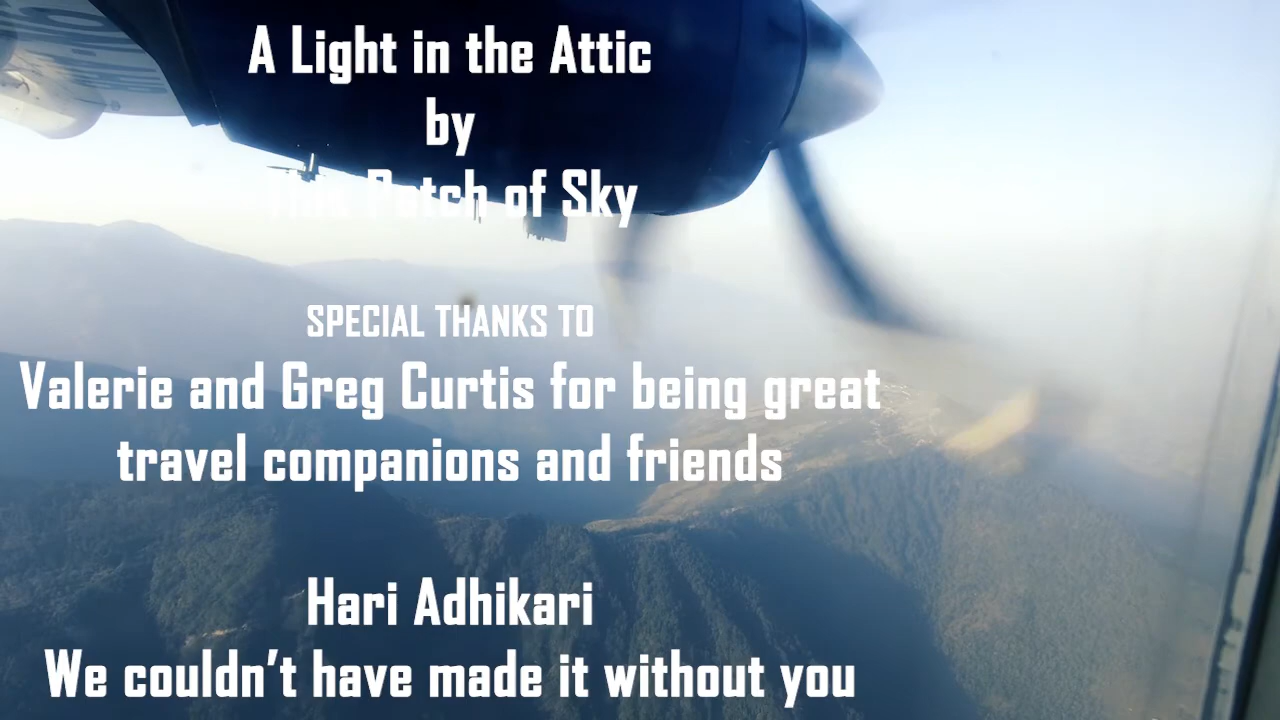 A Light in the Attic
by
This Patch of Sky
SPECIAL THANKS TO
Valerie and Greg Curtis for being great
travel companions and friends
Hari Adhikari
We couldn't have made it without you